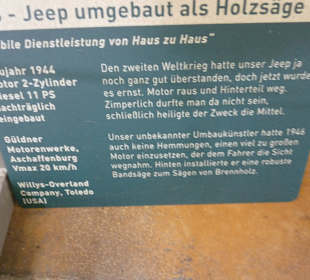 - Jeep umgebaut als Holzsäge
bile Dienstleistung von Haus zu Haus"
ujahr 1944
otor 2-Zylinder
iesel 11 PS
achträglich
eingebaut
Güldner
Motorenwerke,
Aschaffenburg
Vmax 20 km/h
Willys-Overland
Company, Toledo
(USA)
Den zweiten Weltkrieg hatte unser Jeep ja
noch ganz gut überstanden, doch jetzt wurde
es ernst, Motor raus und Hinterteil weg.
Zimperlich durfte man da nicht sein,
schließlich heiligte der Zweck die Mittel.
Unser unbekannter Umbaukünstler hatte 1946
auch keine Hemmungen, einen viel zu großen
Motor einzusetzen, der dem Fahrer die Sicht
wegnahm. Hinten installierte er eine robuste
Bandsäge zum Sägen von Brennholz.